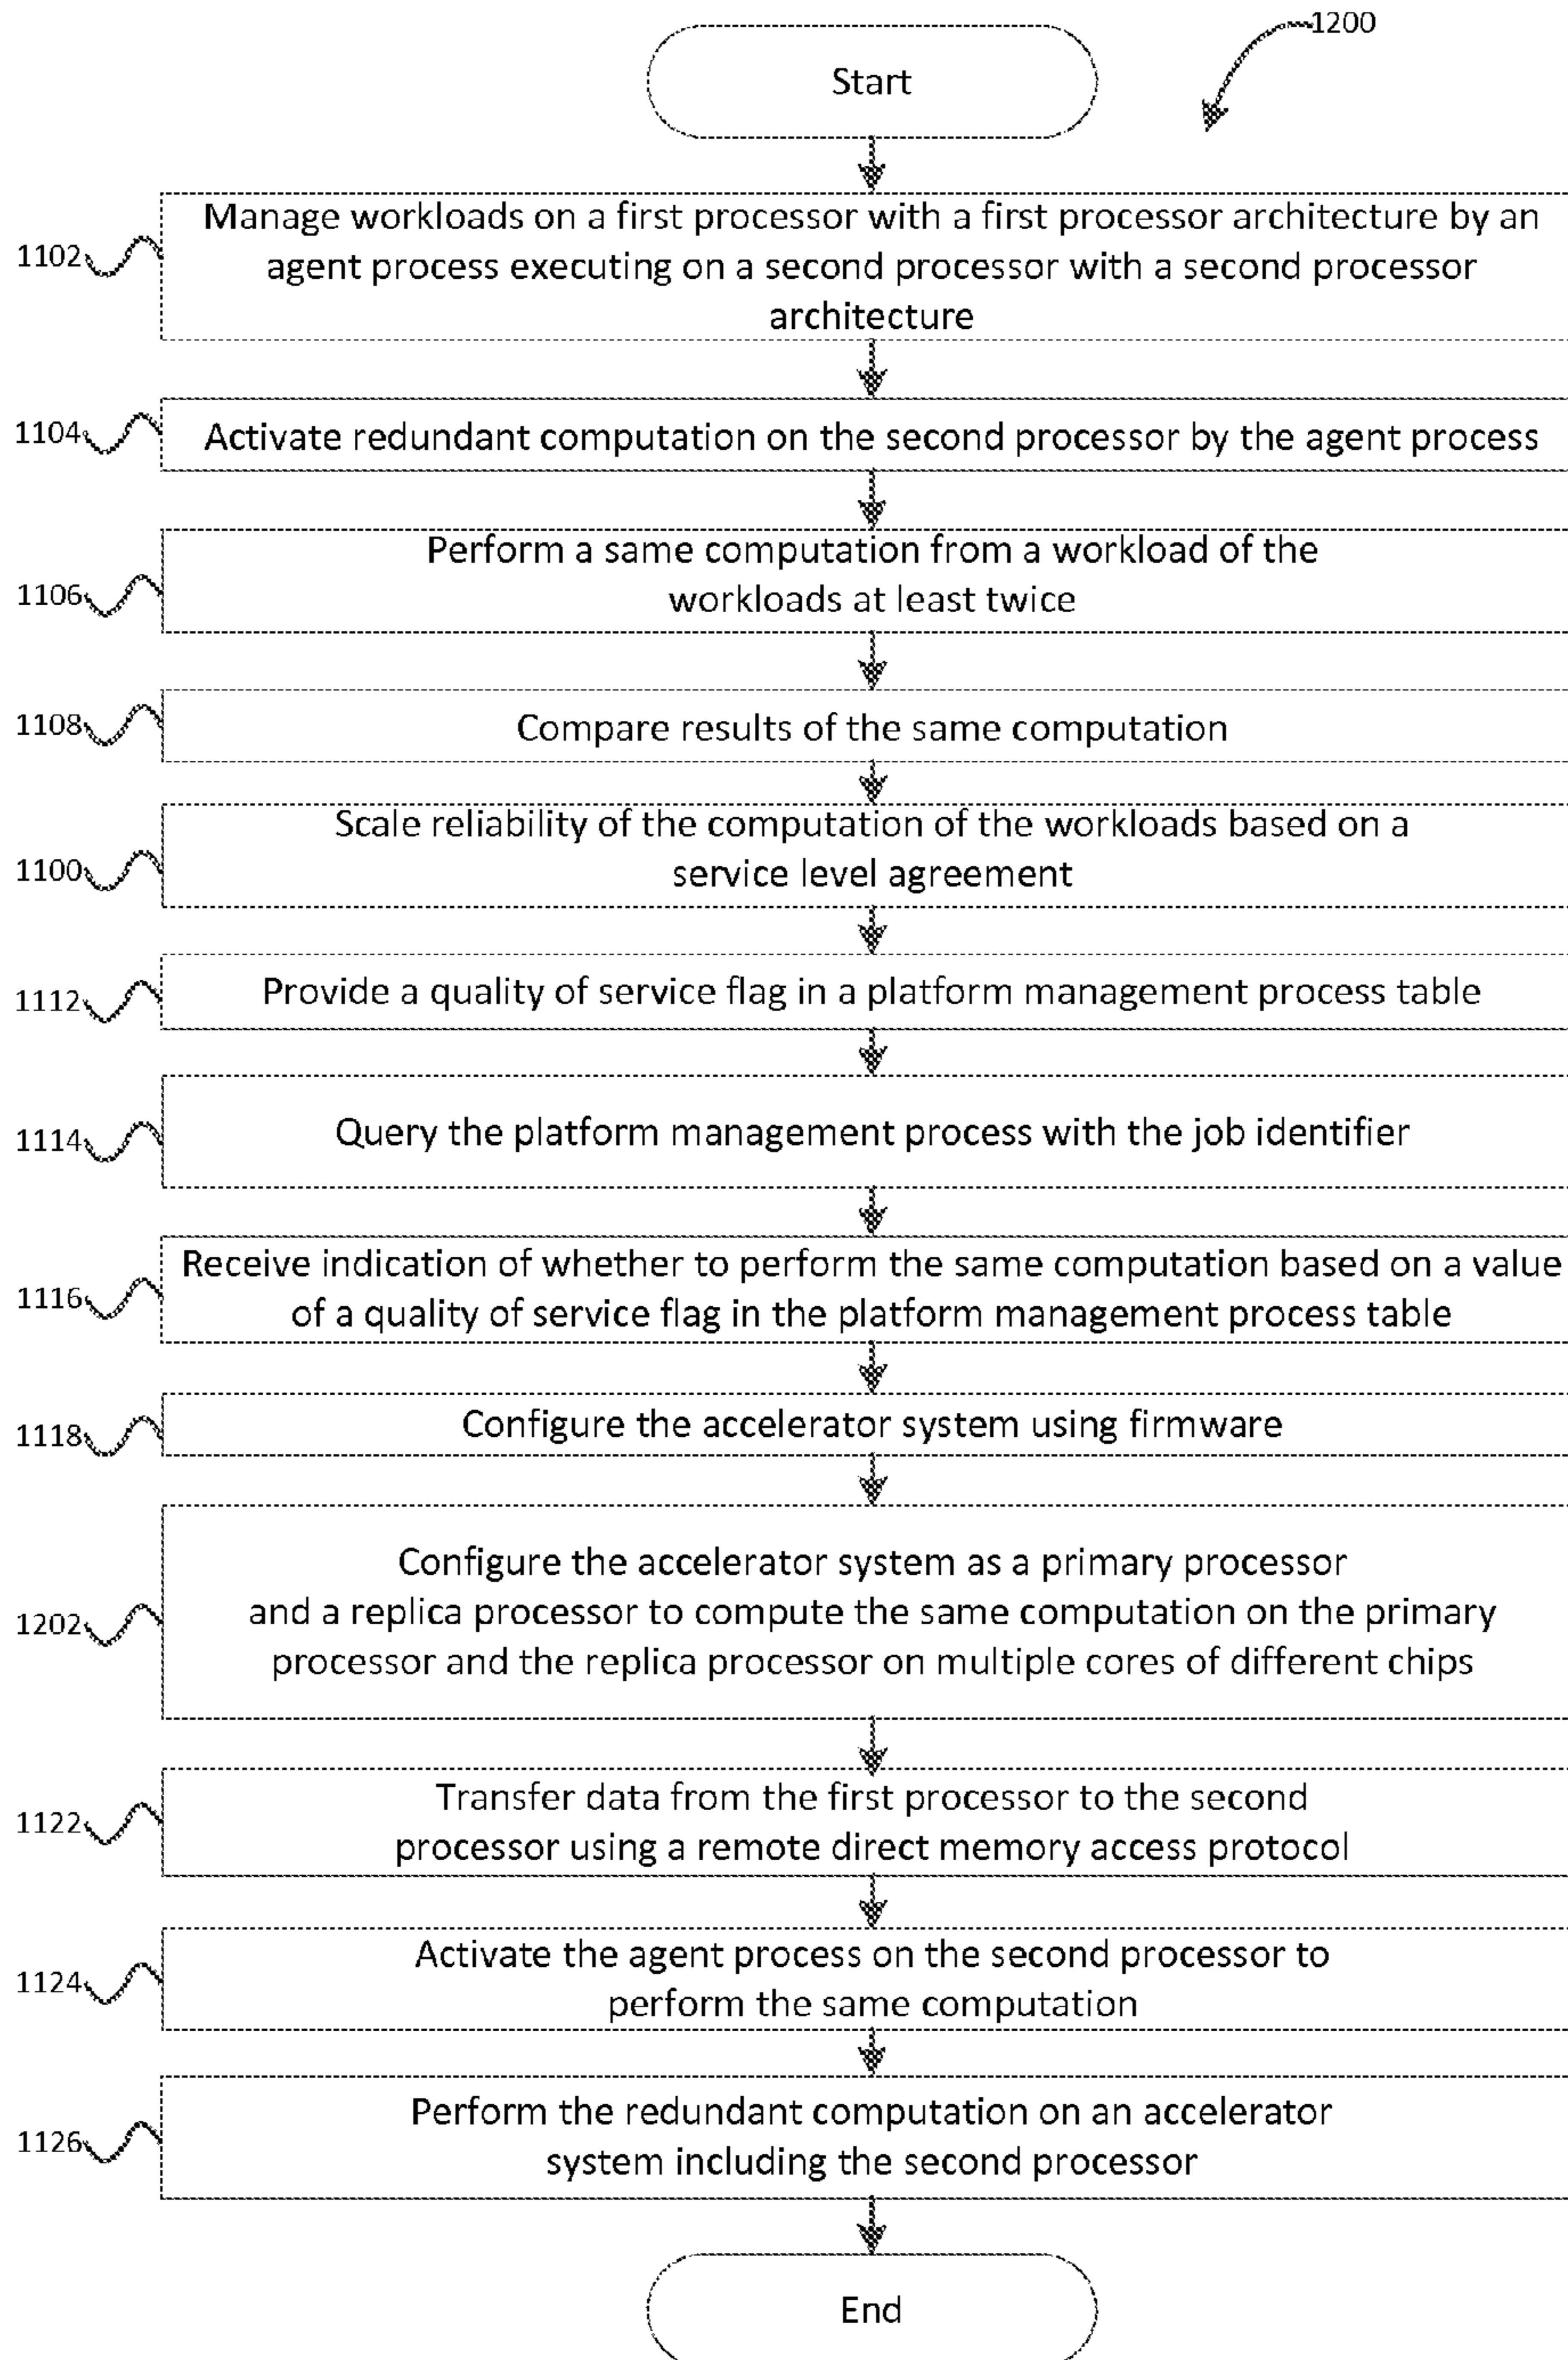 1200
Start
1102
Manage workloads on a first processor with a first processor architecture by an
agent process executing on a second processor with a second processor
architecture
1104
Activate redundant computation on the second processor by the agent process
1106
Perform a same computation from a workload of the
workloads at least twice
1108
Compare results of the same computation
1100
Scale reliability of the computation of the workloads based on a
service level agreement
1112
Provide a quality of service flag in a platform management process table
1114
Query the platform management process with the job identifier
1116
Receive indication of whether to perform the same computation based on a value
of a quality of service flag in the platform management process table
1118
Configure the accelerator system using firmware
1202
Configure the accelerator system as a primary processor
and a replica processor to compute the same computation on the primary
processor and the replica processor on multiple cores of different chips
1122
Transfer data from the first processor to the second
processor using a remote direct memory access protocol
1124
Activate the agent process on the second processor to
perform the same computation
1126
Perform the redundant computation on an accelerator
system including the second processor
End